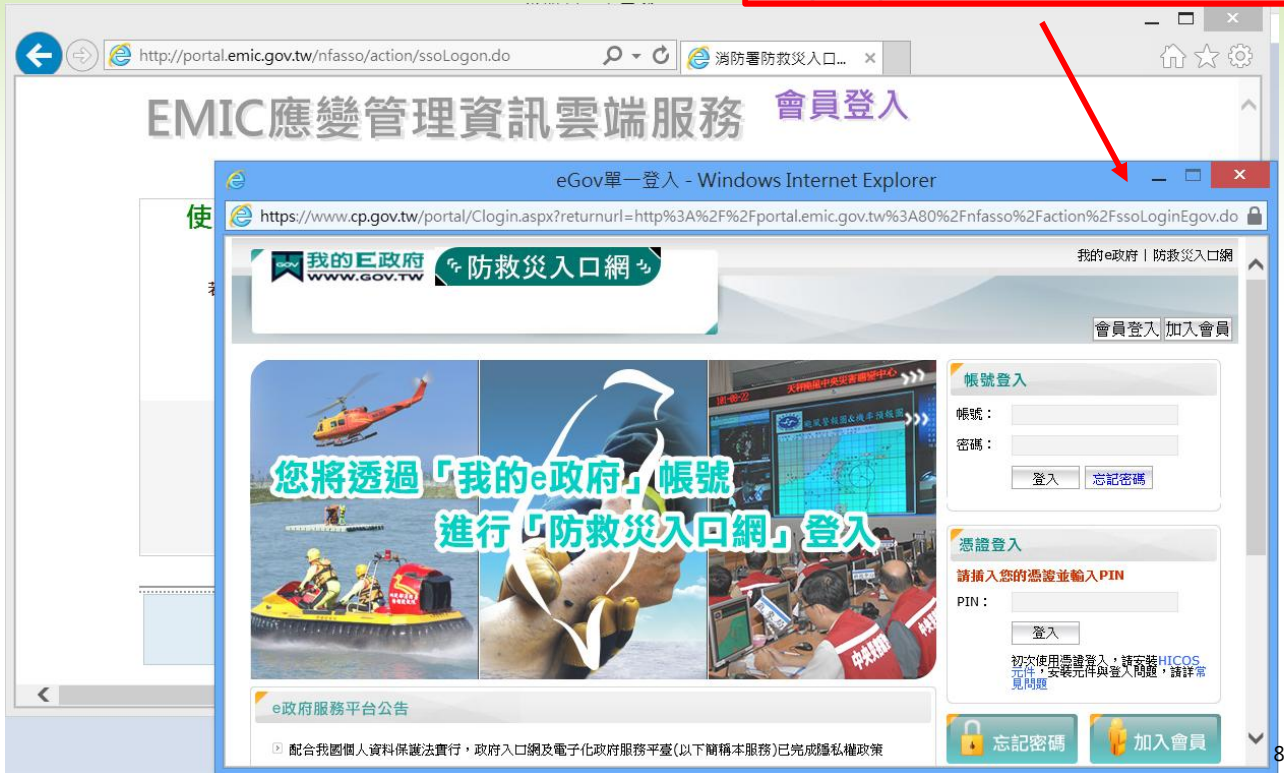 http://portal.emic.gov.tw/nfasso/action/ssoLogon.do
消防署防救災入口...
EMIC應變管理資訊雲端服務 會員登入
eGov單一登入 - Windows Internet Explorer
使
https://www.cp.gov.tw/portal/Clogin.aspx?returnurl=http%3A%2F%2Fportal.emic.gov.tw%3A80%2Fnfasso%2Faction%2FssoLoginEgov.do
我的E政府
WWW.GOV.TW
防救災入口網
我的e政府 | 防救災入口網
會員登入 加入會員
帳號登入
帳號：
密碼：
登入 忘記密碼
您將透過「我的e政府」帳號
進行「防救災入口網」登入
憑證登入
請插入您的憑證並輸入PIN
PIN：
登入
初次使用憑證登入，請安裝HICOS
元件，安裝元件與登入問題，請詳常
見問題
e政府服務平台公告
配合我國個人資料保護法實行，政府入口網及電子化政府服務平臺(以下簡稱本服務)已完成隱私權政策
忘記密碼 加入會員
8